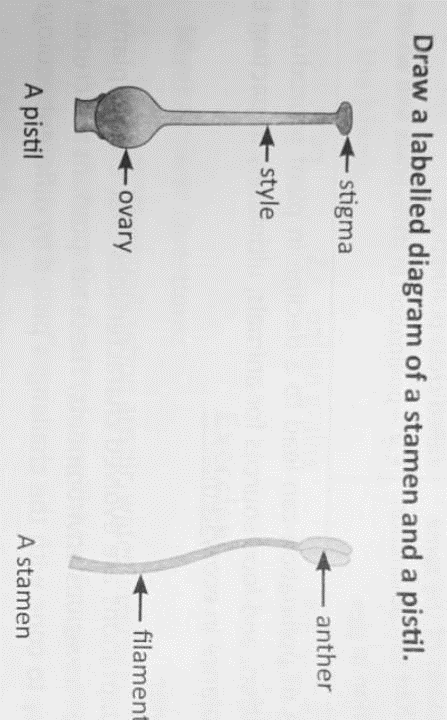 Draw a labelled diagram of a stamen and a pistil.
stigma
style
ovary
A pistil
anther
filament
A stamen